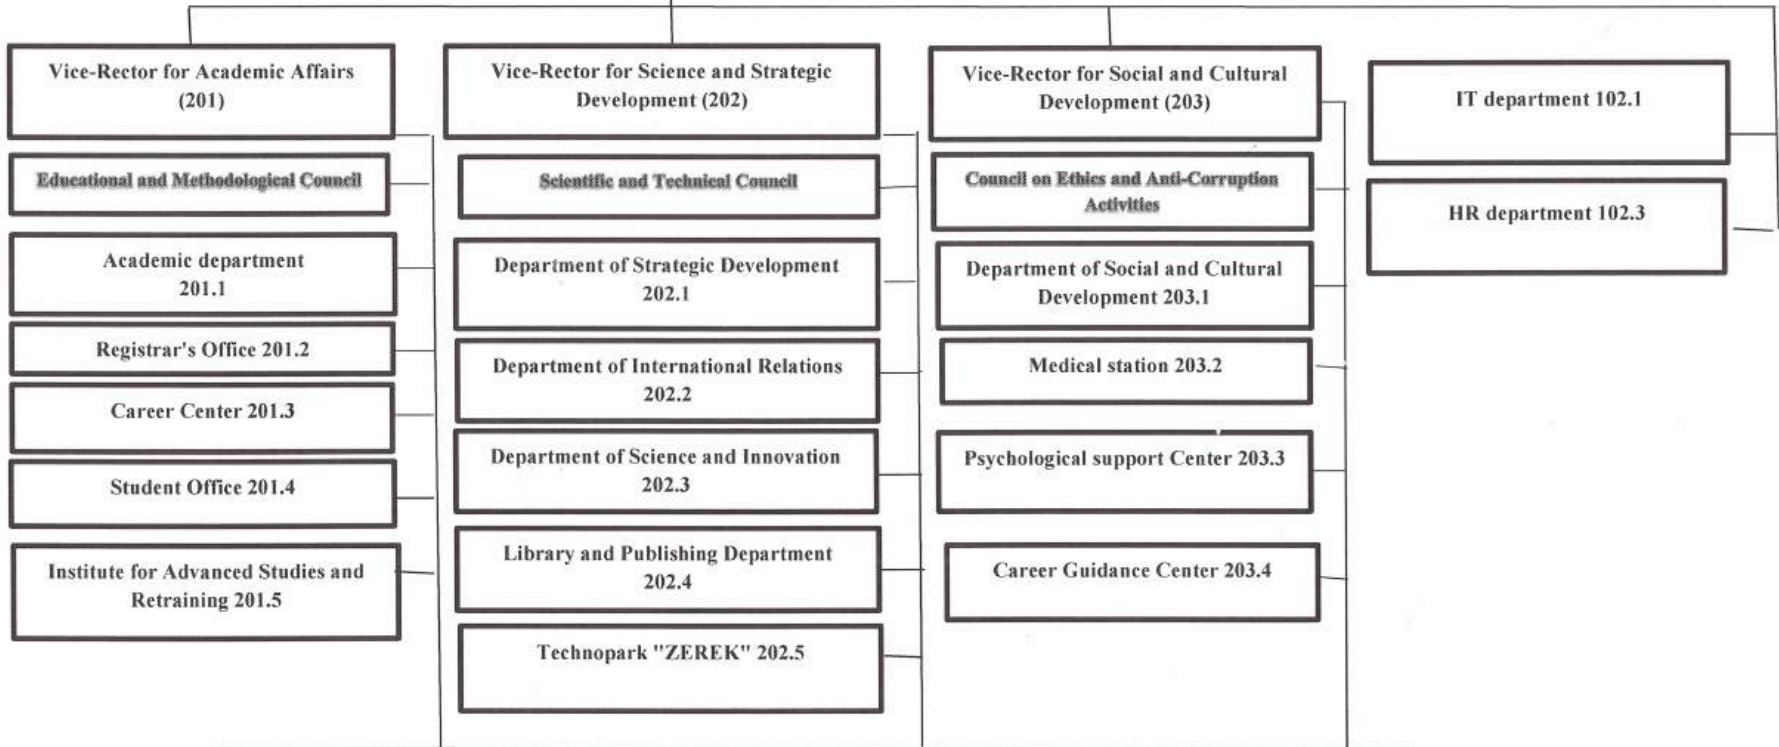 Vice-Rector for Academic Affairs
(201)
Educational and Methodological Council
Academic department
201.1
Registrar's Office 201.2
Career Center 201.3
Student Office 201.4
Institute for Advanced Studies and
Retraining 201.5
Vice-Rector for Science and Strategic
Development (202)
Scientific and Technical Council
Department of Strategic Development
202.1
Department of International Relations
202.2
Department of Science and Innovation
202.3
Library and Publishing Department
202.4
Technopark "ZEREK" 202.5
Vice-Rector for Social and Cultural
Development (203)
Council on Ethics and Anti-Corruption
Activities
Department of Social and Cultural
Development 203.1
Medical station 203.2
Psychological support Center 203.3
Career Guidance Center 203.4
IT department 102.1
HR department 102.3